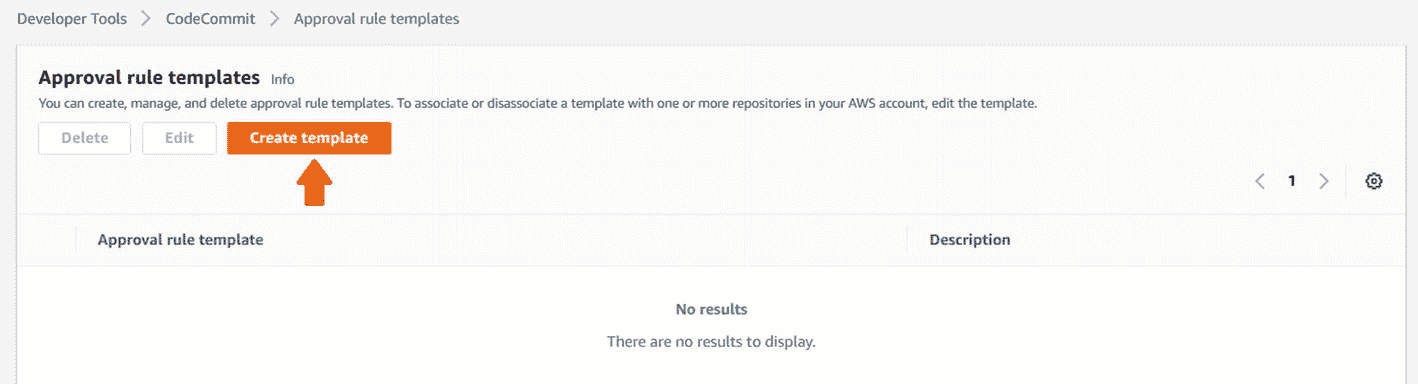 Developer Tools > CodeCommit > Approval rule templates
Approval rule templates Info
You can create, manage, and delete approval rule templates. To associate or disassociate a template with one or more repositories in your AWS account, edit the template.
Delete Edit Create template
< 1 >
Approval rule template Description
No results
There are no results to display.